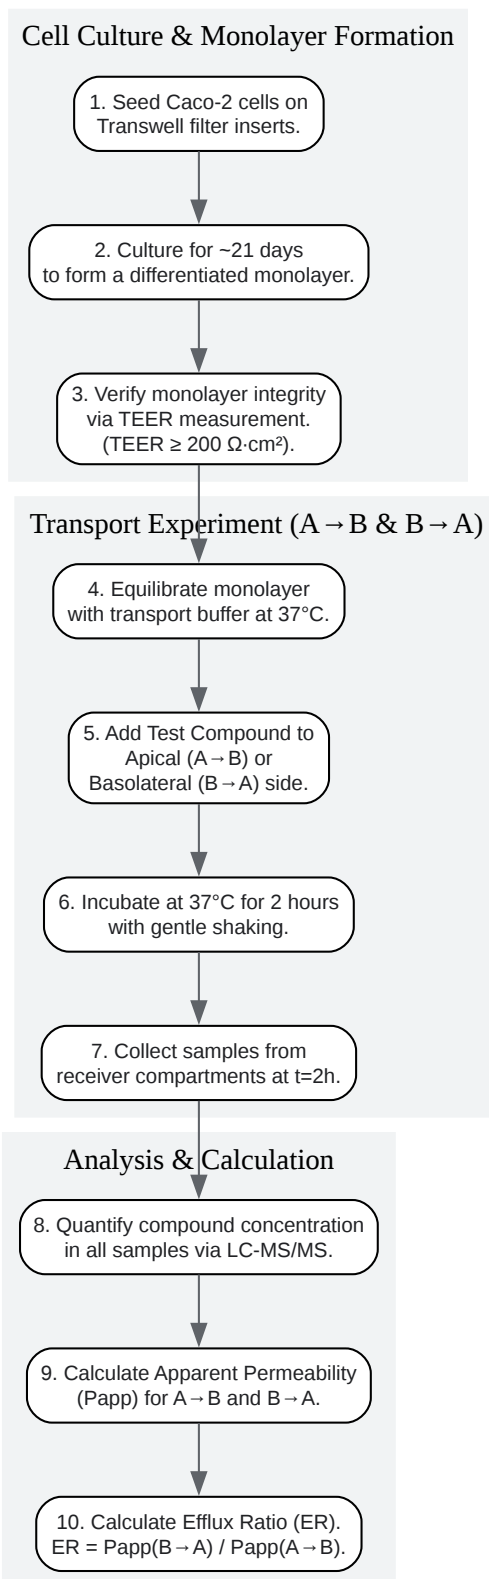 Cell Culture & Monolayer Formation
1. Seed Caco-2 cells on
Transwell filter inserts.
2. Culture for ~21 days
to form a differentiated monolayer.
3. Verify monolayer integrity
via TEER measurement.
(TEER ≥ 200 Ω·cm²).
Transport Experiment (A→B & B→A)
4. Equilibrate monolayer
with transport buffer at 37°C.
5. Add Test Compound to
Apical (A→B) or
Basolateral (B→A) side.
6. Incubate at 37°C for 2 hours
with gentle shaking.
7. Collect samples from
receiver compartments at t=2h.
Analysis & Calculation
8. Quantify compound concentration
in all samples via LC-MS/MS.
9. Calculate Apparent Permeability
(Papp) for A→B and B→A.
10. Calculate Efflux Ratio (ER).
ER = Papp(B→A) / Papp(A→B).